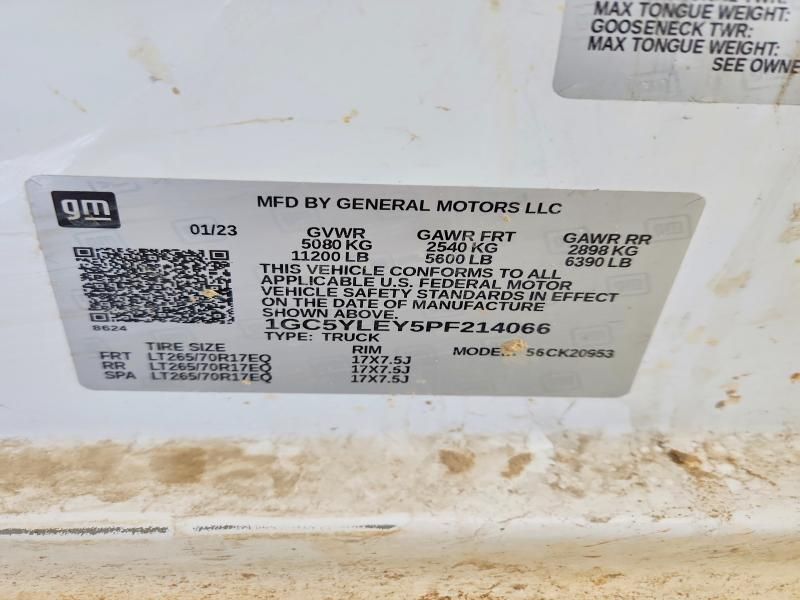 MAX TONGUE WEIGHT:
GOOSENECK TWR:
MAX TONGUE WEIGHT:
SEE OWNE
gm
MFD BY GENERAL MOTORS LLC
01/23 GVWR GAWR FRT GAWR RR
5080 KG 2540 KG 2898 KG
11200 LB 5600 LB 6390 LB
THIS VEHICLE CONFORMS TO ALL
APPLICABLE U.S. FEDERAL MOTOR
VEHICLE SAFETY STANDARDS IN EFFECT
ON THE DATE OF MANUFACTURE
SHOWN ABOVE.
8624 1GC5YLEY5PF214066
TYPE: TRUCK
TIRE SIZE RIM MODEL: 56CK20953
FRT LT265/70R17EQ 17X7.5J
RR LT265/70R17EQ 17X7.5J
SPA LT265/70R17EQ 17X7.5J